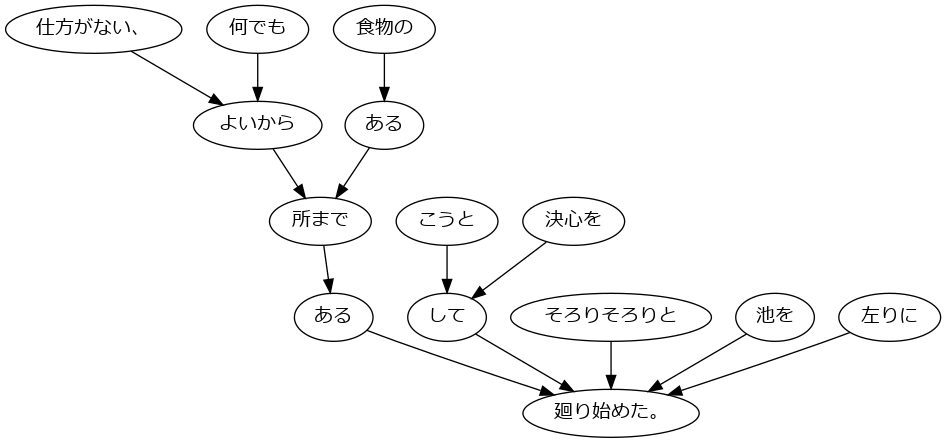 仕方がない、 何でも 食物の
よいから ある
所まで こうと 決心を
ある して そろりそろりと 池を 左りに
廻り始めた。